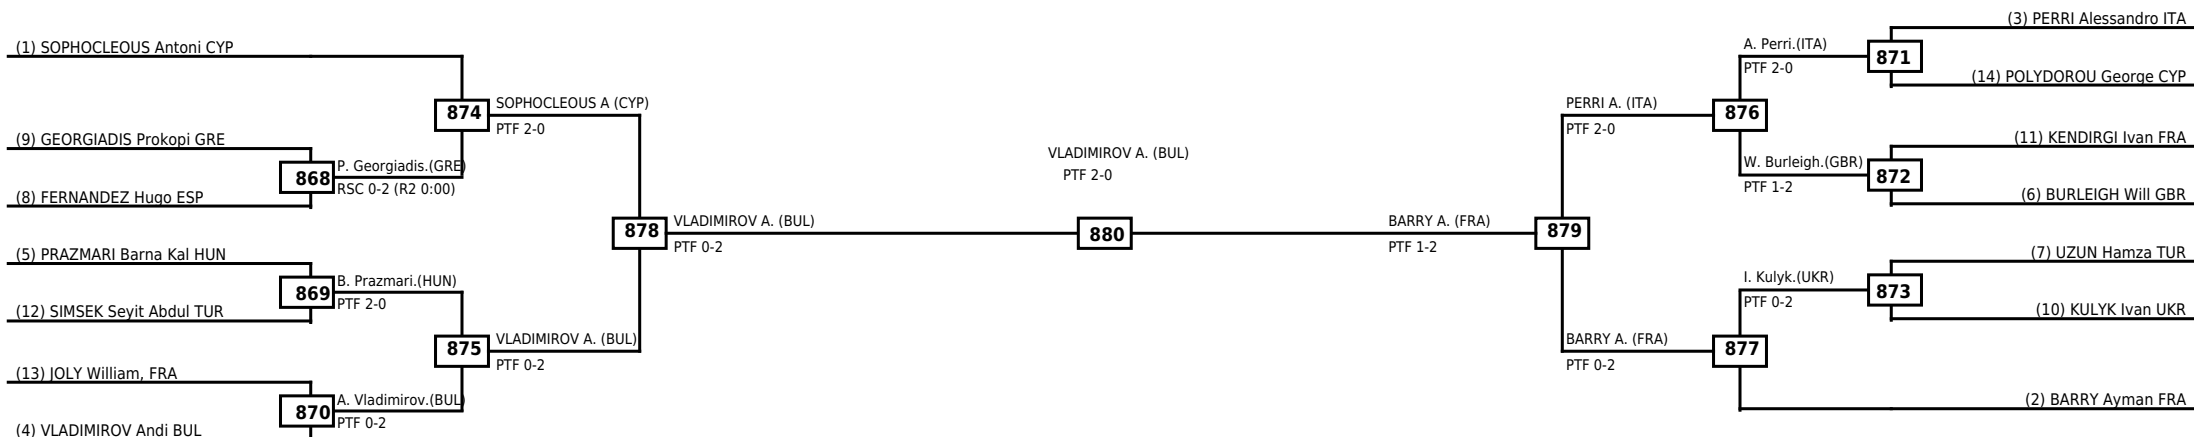 (1) SOPHOCLEOUS Antoni CYP
(9) GEORGIADIS Prokopi GRE
(8) FERNANDEZ Hugo ESP
(5) PRAZMARI Barna Kal HUN
(12) SIMSEK Seyit Abdul TUR
(13) JOLY William, FRA
(4) VLADIMIROV Andi BUL
868
P. Georgiadis.(GRE)
RSC 0-2 (R2 0:00)
869
B. Prazmari.(HUN)
PTF 2-0
870
A. Vladimirov.(BUL)
PTF 0-2
874
SOPHOCLEOUS A (CYP)
PTF 2-0
875
VLADIMIROV A. (BUL)
PTF 0-2
878
VLADIMIROV A. (BUL)
PTF 0-2
VLADIMIROV A. (BUL)
PTF 2-0
880
BARRY A. (FRA)
PTF 1-2
879
PERRI A. (ITA)
PTF 2-0
BARRY A. (FRA)
PTF 0-2
876
877
A. Perri.(ITA)
PTF 2-0
871
W. Burleigh.(GBR)
PTF 1-2
872
I. Kulyk.(UKR)
PTF 0-2
873
(3) PERRI Alessandro ITA
(14) POLYDOROU George CYP
(11) KENDIRGI Ivan FRA
(6) BURLEIGH Will GBR
(7) UZUN Hamza TUR
(10) KULYK Ivan UKR
(2) BARRY Ayman FRA